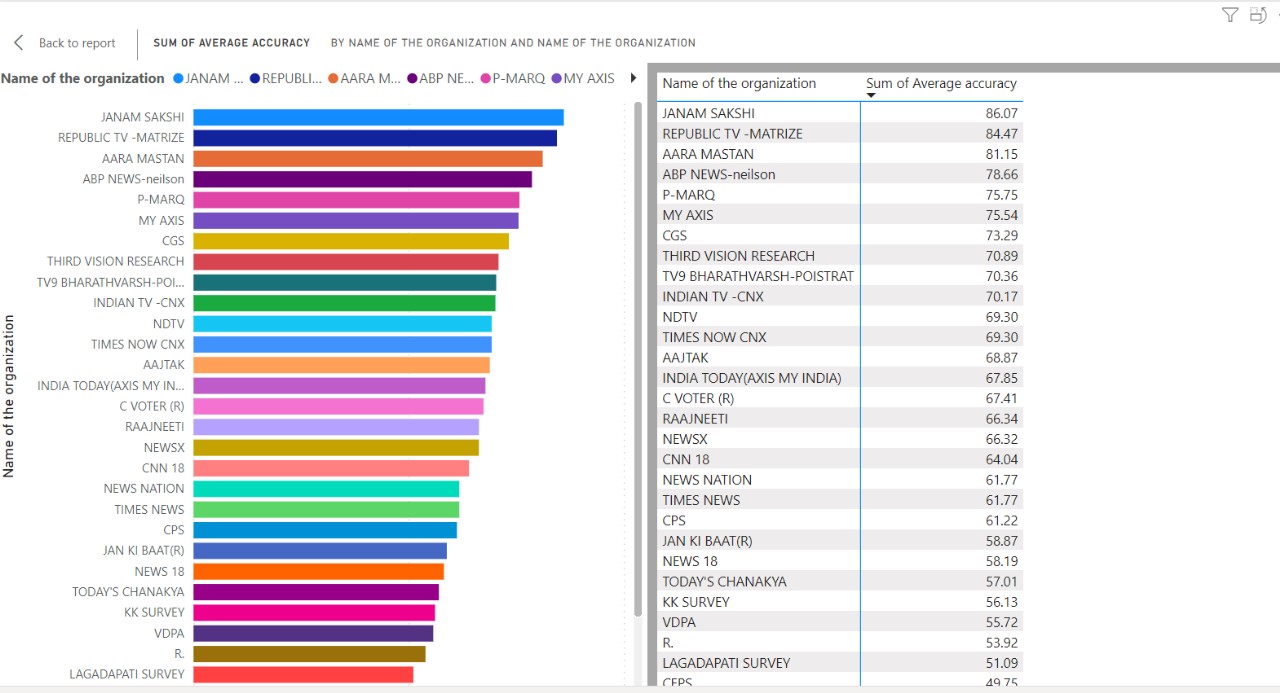 Back to report
SUM OF AVERAGE ACCURACY BY NAME OF THE ORGANIZATION AND NAME OF THE ORGANIZATION
Name of the organization JANAM ... REPUBLI... AARA M... ABP NE... P-MARQ MY AXIS
Name of the organization
JANAM SAKSHI
REPUBLIC TV -MATRIZE
AARA MASTAN
ABP NEWS-neilson
P-MARQ
MY AXIS
CGS
THIRD VISION RESEARCH
TV9 BHARATHVARSH-POI...
INDIAN TV -CNX
NDTV
TIMES NOW CNX
AAJTAK
INDIA TODAY(AXIS MY IN...
C VOTER (R)
RAAJNEETI
NEWSX
CNN 18
NEWS NATION
TIMES NEWS
CPS
JAN KI BAAT(R)
NEWS 18
TODAY'S CHANAKYA
KK SURVEY
VDPA
R.
LAGADAPATI SURVEY
Name of the organization Sum of Average accuracy
JANAM SAKSHI 86.07
REPUBLIC TV -MATRIZE 84.47
AARA MASTAN 81.15
ABP NEWS-neilson 78.66
P-MARQ 75.75
MY AXIS 75.54
CGS 73.29
THIRD VISION RESEARCH 70.89
TV9 BHARATHVARSH-POISTRAT 70.36
INDIAN TV -CNX 70.17
NDTV 69.30
TIMES NOW CNX 69.30
AAJTAK 68.87
INDIA TODAY(AXIS MY INDIA) 67.85
C VOTER (R) 67.41
RAAJNEETI 66.34
NEWSX 66.32
CNN 18 64.04
NEWS NATION 61.77
TIMES NEWS 61.77
CPS 61.22
JAN KI BAAT(R) 58.87
NEWS 18 58.19
TODAY'S CHANAKYA 57.01
KK SURVEY 56.13
VDPA 55.72
R. 53.92
LAGADAPATI SURVEY 51.09
49.75